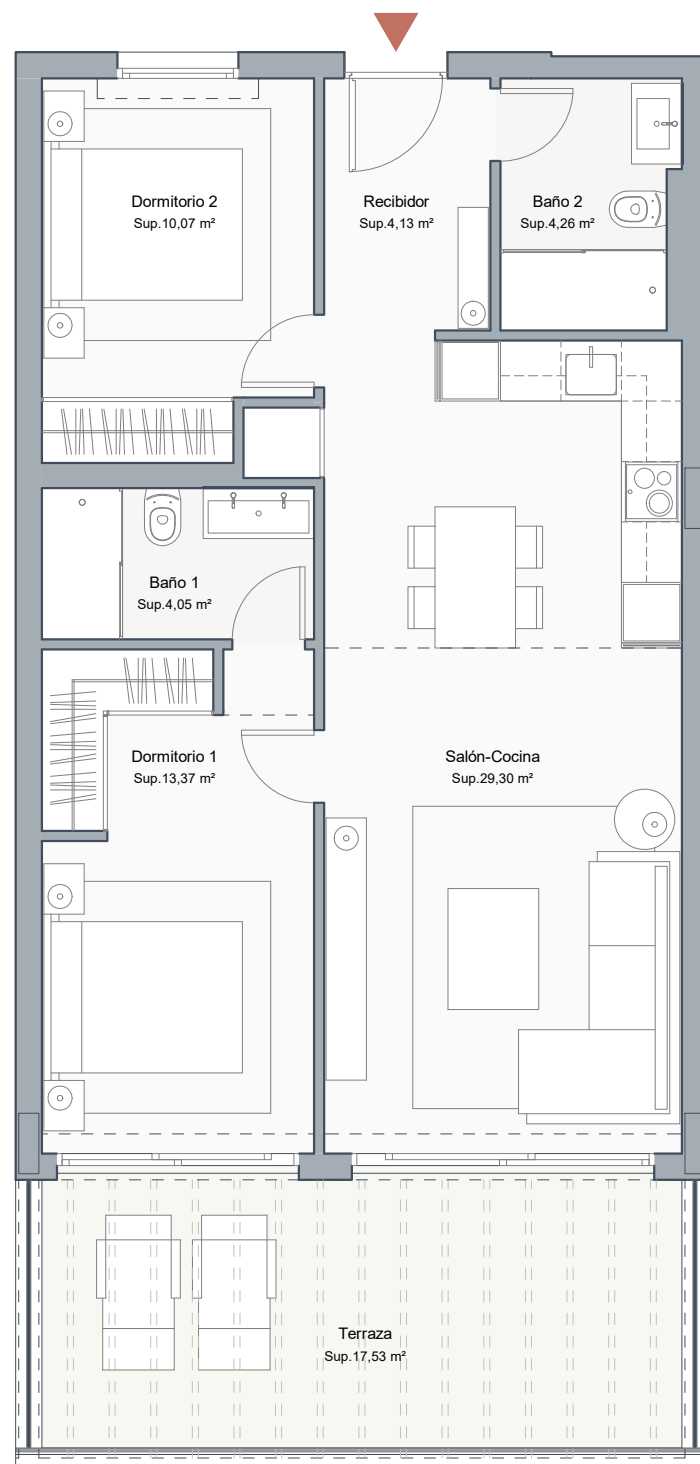 Dormitorio 2
Sup.10,07 m²
Recibidor
Sup.4,13 m²
Baño 2
Sup.4,26 m²
Baño 1
Sup.4,05 m²
Dormitorio 1
Sup.13,37 m²
Salón-Cocina
Sup.29,30 m²
Terraza
Sup.17,53 m²